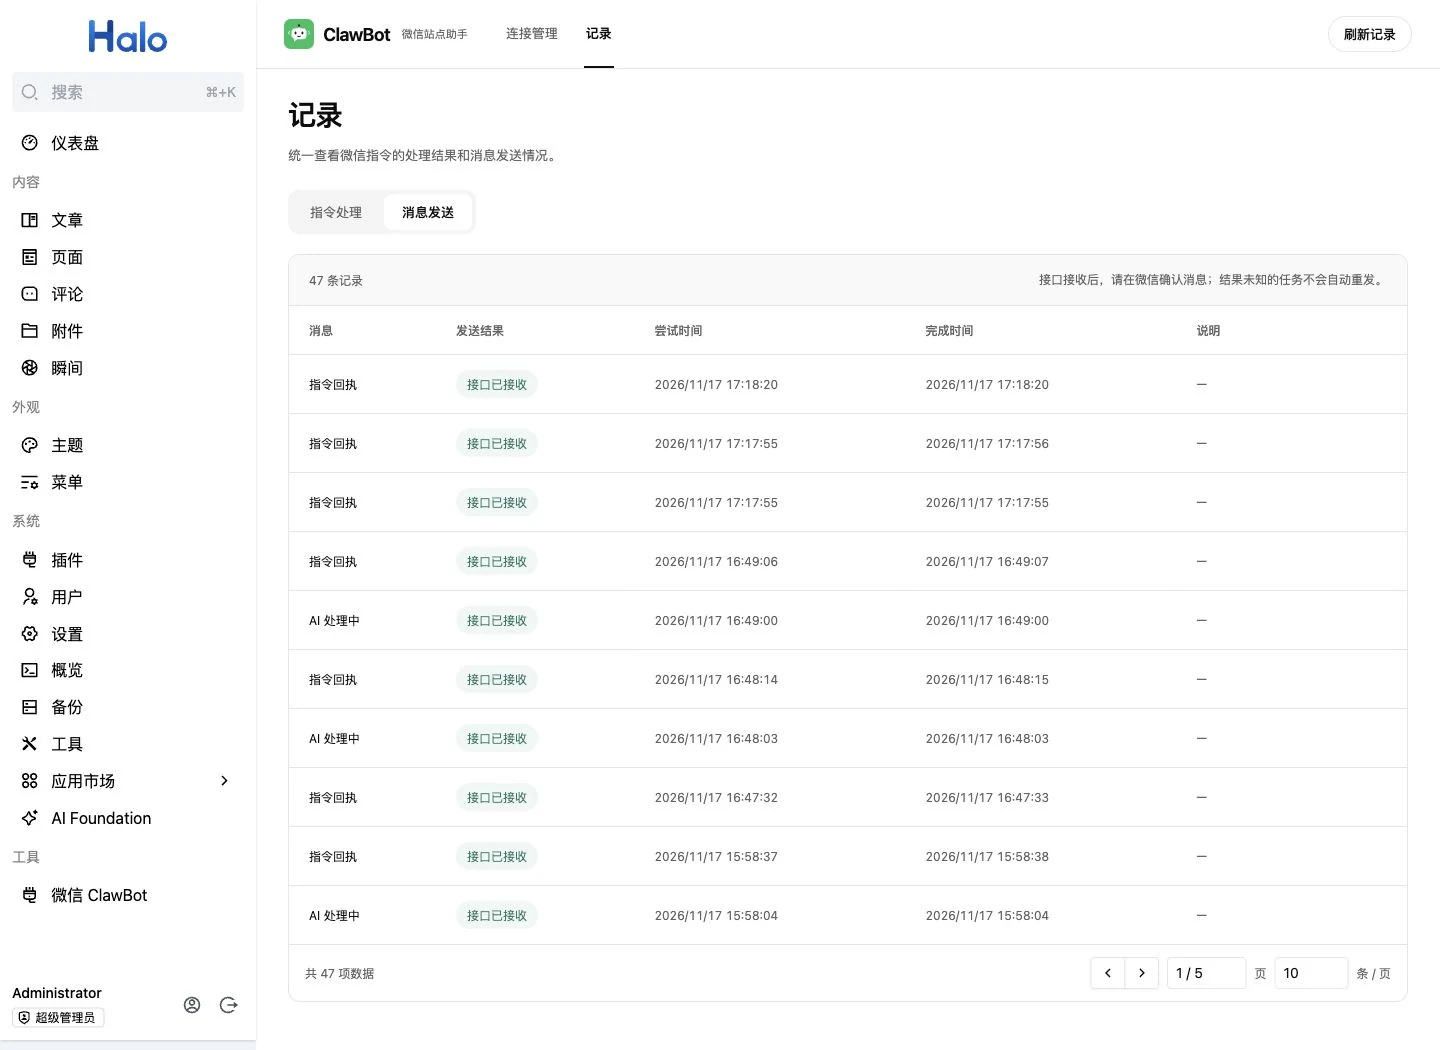 Halo
搜索 ⌘+K
仪表盘
内容
文章
页面
评论
附件
瞬间
外观
主题
菜单
系统
插件
用户
设置
概览
备份
工具
应用市场
AI Foundation
工具
微信 ClawBot
Administrator
超级管理员
ClawBot 微信站点助手 连接管理 记录 刷新记录
记录
统一查看微信指令的处理结果和消息发送情况。
指令处理 消息发送
47 条记录 接口接收后，请在微信确认消息；结果未知的任务不会自动重发。
消息 发送结果 尝试时间 完成时间 说明
指令回执 接口已接收 2026/11/17 17:18:20 2026/11/17 17:18:20 —
指令回执 接口已接收 2026/11/17 17:17:55 2026/11/17 17:17:56 —
指令回执 接口已接收 2026/11/17 17:17:55 2026/11/17 17:17:55 —
指令回执 接口已接收 2026/11/17 16:49:06 2026/11/17 16:49:07 —
AI 处理中 接口已接收 2026/11/17 16:49:00 2026/11/17 16:49:00 —
指令回执 接口已接收 2026/11/17 16:48:14 2026/11/17 16:48:15 —
AI 处理中 接口已接收 2026/11/17 16:48:03 2026/11/17 16:48:03 —
指令回执 接口已接收 2026/11/17 16:47:32 2026/11/17 16:47:33 —
指令回执 接口已接收 2026/11/17 15:58:37 2026/11/17 15:58:38 —
AI 处理中 接口已接收 2026/11/17 15:58:04 2026/11/17 15:58:04 —
共 47 项数据 1 / 5 页 10 条 / 页